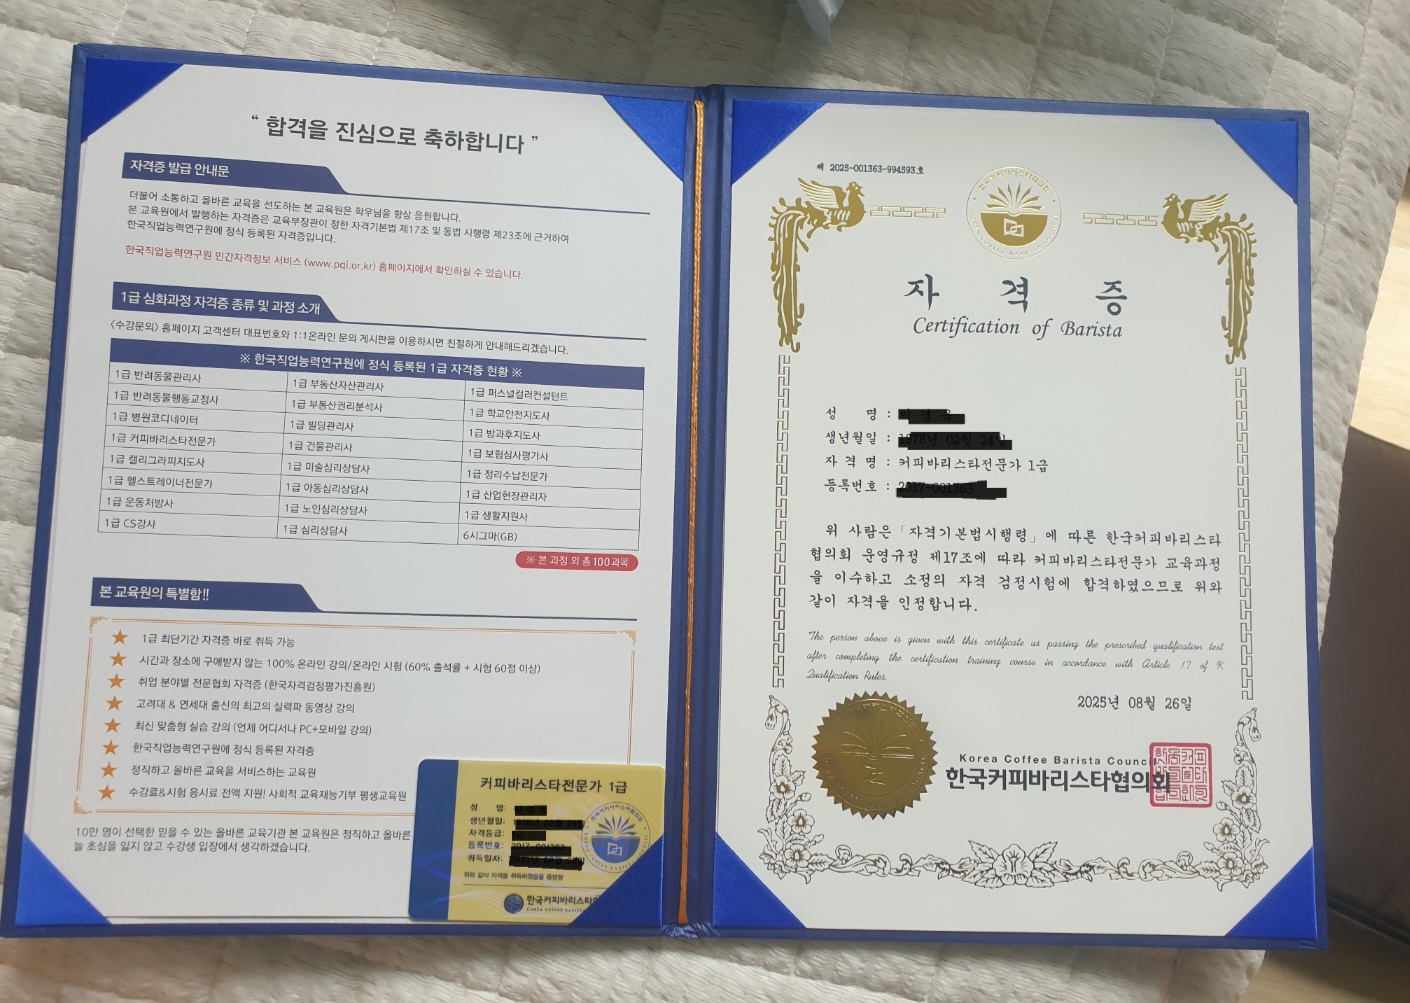 “ 합격을 진심으로 축하합니다 ”
자격증 발급 안내문
더불어 소통하고 올바른 교육을 선도하는 본 교육원은 학우님을 항상 응원합니다.
본 교육원에서 발행하는 자격증은 교육부장관이 정한 자격기본법 제17조 및 동법 시행령 제23조에 근거하여
한국직업능력연구원에 정식 등록된 자격증입니다.
한국직업능력연구원 민간자격정보 서비스 (www.pqi.or.kr) 홈페이지에서 확인하실 수 있습니다.
1급 심화과정 자격증 종류 및 과정 소개
<수강문의> 홈페이지 고객센터 대표번호와 1:1온라인 문의 게시판을 이용하시면 친절하게 안내해드리겠습니다.
※ 한국직업능력연구원에 정식 등록된 1급 자격증 현황 ※
1급 반려동물관리사 1급 부동산자산관리사 1급 퍼스널컬러컨설턴트
1급 반려동물행동교정사 1급 부동산권리분석사 1급 학교안전지도사
1급 병원코디네이터 1급 빌딩관리사 1급 방과후지도사
1급 커피바리스타전문가 1급 건물관리사 1급 보험심사평가사
1급 캘리그라피지도사 1급 미술심리상담사 1급 정리수납전문가
1급 헬스트레이너전문가 1급 아동심리상담사 1급 산업현장관리자
1급 운동처방사 1급 노인심리상담사 1급 생활지원사
1급 CS강사 1급 심리상담사 6시그마(GB)
※ 본 과정 외 총 100과목
본 교육원의 특별함!!
★ 1급 최단기간 자격증 바로 취득 가능
★ 시간과 장소에 구애받지 않는 100% 온라인 강의/온라인 시험 (60% 출석률 + 시험 60점 이상)
★ 취업 분야별 전문협회 자격증 (한국자격검정평가진흥원)
★ 고려대 & 연세대 출신의 최고의 실력파 동영상 강의
★ 최신 맞춤형 실습 강의 (언제 어디서나 PC+모바일 강의)
★ 한국직업능력연구원에 정식 등록된 자격증
★ 정직하고 올바른 교육을 서비스하는 교육원
★ 수강료&시험 응시료 전액 지원! 사회적 교육재능기부 평생교육원
10만 명이 선택한 믿을 수 있는 올바른 교육기관 본 교육원은 정직하고 올바른
늘 초심을 잃지 않고 수강생 입장에서 생각하겠습니다.
커피바리스타전문가 1급
성 명:
생년월일:
자격등급:
등록번호:
취득일자:
위와 같이 자격을 취득하였음을 증명함
한국커피바리스타협
제 2025-001363-994593호
자 격 증
Certification of Barista
성 명 :
생년월일 :
자 격 명 : 커피바리스타전문가 1급
등록번호 :
위 사람은 「자격기본법시행령」에 따른 한국커피바리스타
협의회 운영규정 제17조에 따라 커피바리스타전문가 교육과정
을 이수하고 소정의 자격 검정시험에 합격하였으므로 위와
같이 자격을 인정합니다.
The person above is given with this certificate as passing the prescribed qualification test
after completing the certification training course in accordance with Article 17 of K
Qualification Rules.
2025년 08월 26일
Korea Coffee Barista Council
한국커피바리스타협의회